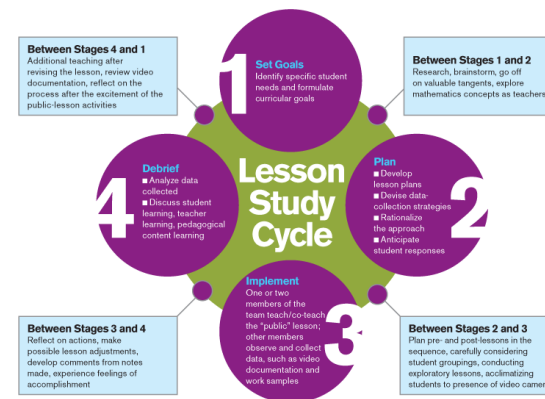 Between Stages 4 and 1
Additional teaching after
revising the lesson, review video
documentation, reflect on the
process after the excitement of the
public-lesson activities
1
Set Goals
Identify specific student
needs and formulate
curricular goals
Between Stages 1 and 2
Research, brainstorm, go off
on valuable tangents, explore
mathematics concepts as teachers
Lesson
Study
Cycle
Plan
■ Develop
lesson plans
■ Devise data-
collection strategies
■ Rationalize
the approach
■ Anticipate
student responses
2
Between Stages 2 and 3
Plan pre- and post-lessons in the
sequence, carefully considering
student groupings, conducting
exploratory lessons, acclimatizing
students to presence of video camer
Implement
One or two
members of the
team teach/co-teach
the "public" lesson;
other members
observe and collect
data, such as video
documentation and
work samples
3
Between Stages 3 and 4
Reflect on actions, make
possible lesson adjustments,
develop comments from notes
made, experience feelings of
accomplishment
4
Debrief
■ Analyze data
collected
■ Discuss student
learning, teacher
learning, pedagogical
content learning